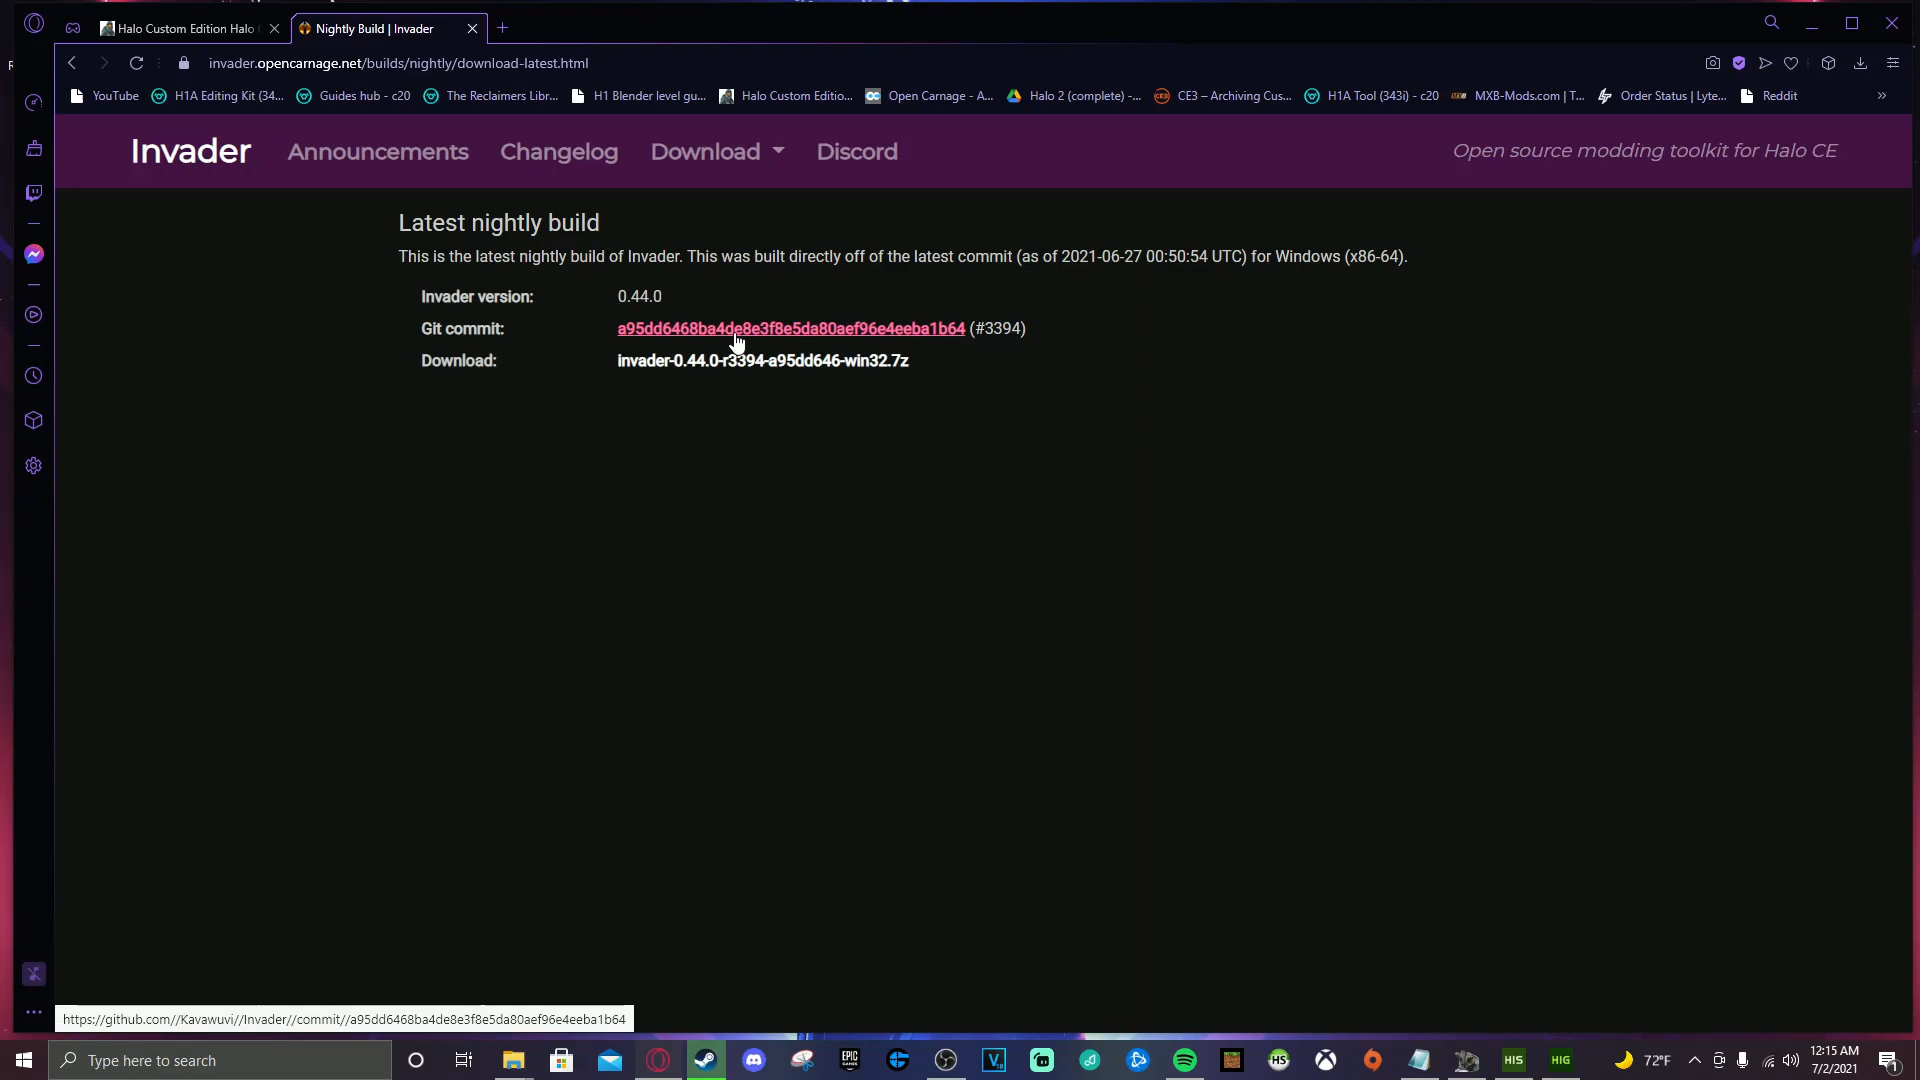 Halo Custom Edition Halo
Nightly Build | Invader
invader.opencarnage.net/builds/nightly/download-latest.html
YouTube
H1A Editing Kit (34...
Guides hub - c20
The Reclaimers Libr...
H1 Blender level gu...
Halo Custom Editio...
Open Carnage - A...
Halo 2 (complete) -...
CE3 – Archiving Cus...
H1A Tool (343i) - c20
MXB-Mods.com | T...
Order Status | Lyte...
Reddit
Invader
Announcements
Changelog
Download
Discord
Open source modding toolkit for Halo CE
Latest nightly build
This is the latest nightly build of Invader. This was built directly off of the latest commit (as of 2021-06-27 00:50:54 UTC) for Windows (x86-64).
Invader version: 0.44.0
Git commit: a95dd6468ba4de8e3f8e5da80aef96e4eeba1b64 (#3394)
Download: invader-0.44.0-r3394-a95dd646-win32.7z
https://github.com//Kavawuvi//Invader//commit//a95dd6468ba4de8e3f8e5da80aef96e4eeba1b64
Type here to search
EPIC GAMES
HS
HIS
HIG
72°F
12:15 AM
7/2/2021
1